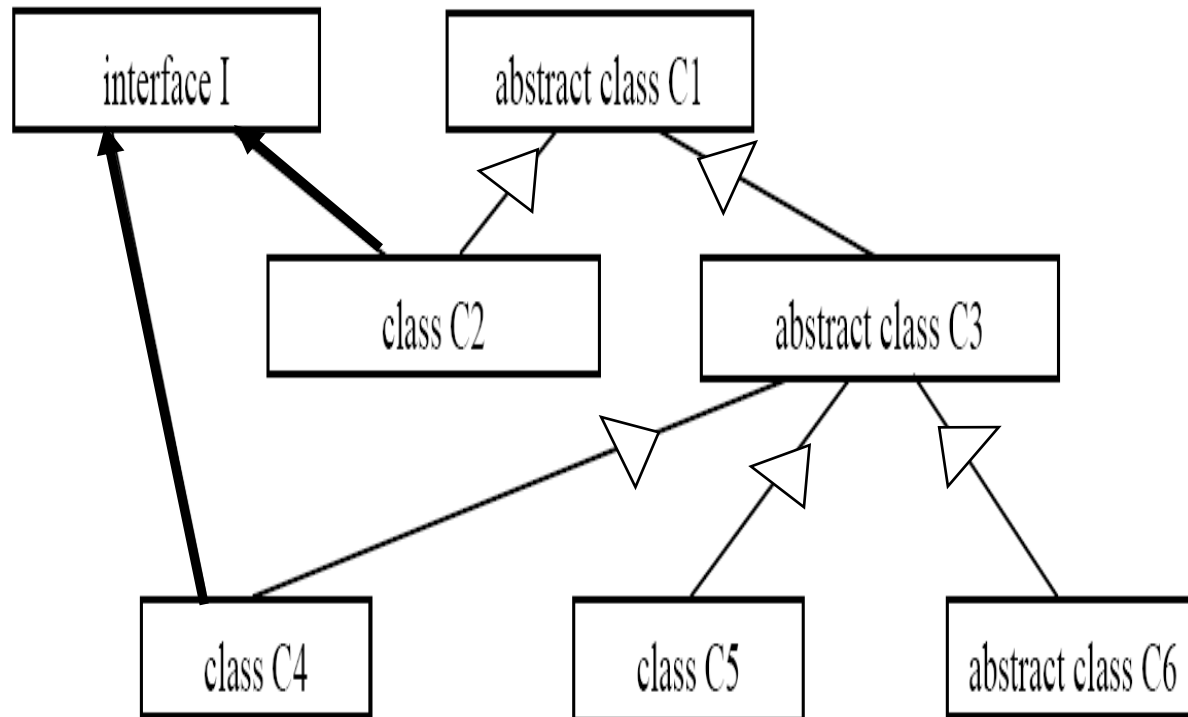 interface I
abstract class C1
class C2
abstract class C3
class C4
class C5
abstract class C6